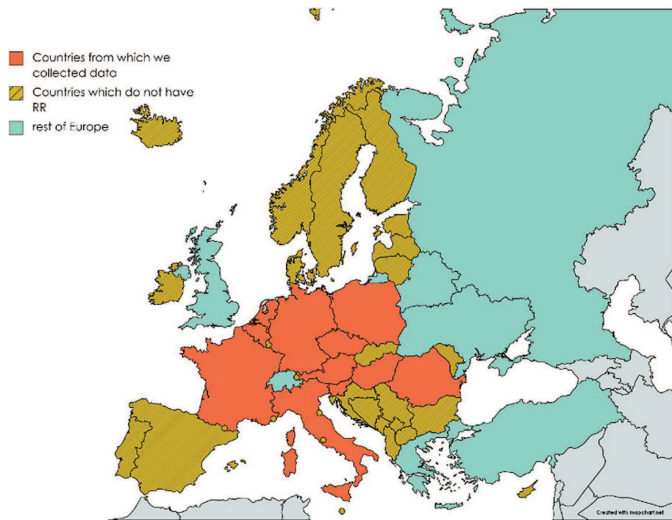 Countries from which we
collected data
Countries which do not have
RR
rest of Europe
Created with mapchart.net